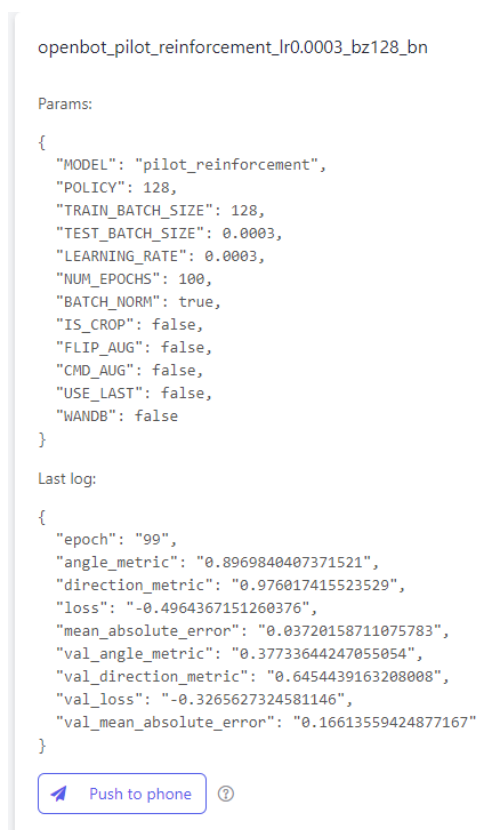 openbot_pilot_reinforcement_lr0.0003_bz128_bn
Params:
{
  "MODEL": "pilot_reinforcement",
  "POLICY": 128,
  "TRAIN_BATCH_SIZE": 128,
  "TEST_BATCH_SIZE": 0.0003,
  "LEARNING_RATE": 0.0003,
  "NUM_EPOCHS": 100,
  "BATCH_NORM": true,
  "IS_CROP": false,
  "FLIP_AUG": false,
  "CMD_AUG": false,
  "USE_LAST": false,
  "WANDB": false
}
Last log:
{
  "epoch": "99",
  "angle_metric": "0.8969840407371521",
  "direction_metric": "0.976017415523529",
  "loss": "-0.4964367151260376",
  "mean_absolute_error": "0.03720158711075783",
  "val_angle_metric": "0.37733644247055054",
  "val_direction_metric": "0.6454439163208008",
  "val_loss": "-0.3265627324581146",
  "val_mean_absolute_error": "0.16613559424877167"
}
Push to phone ?